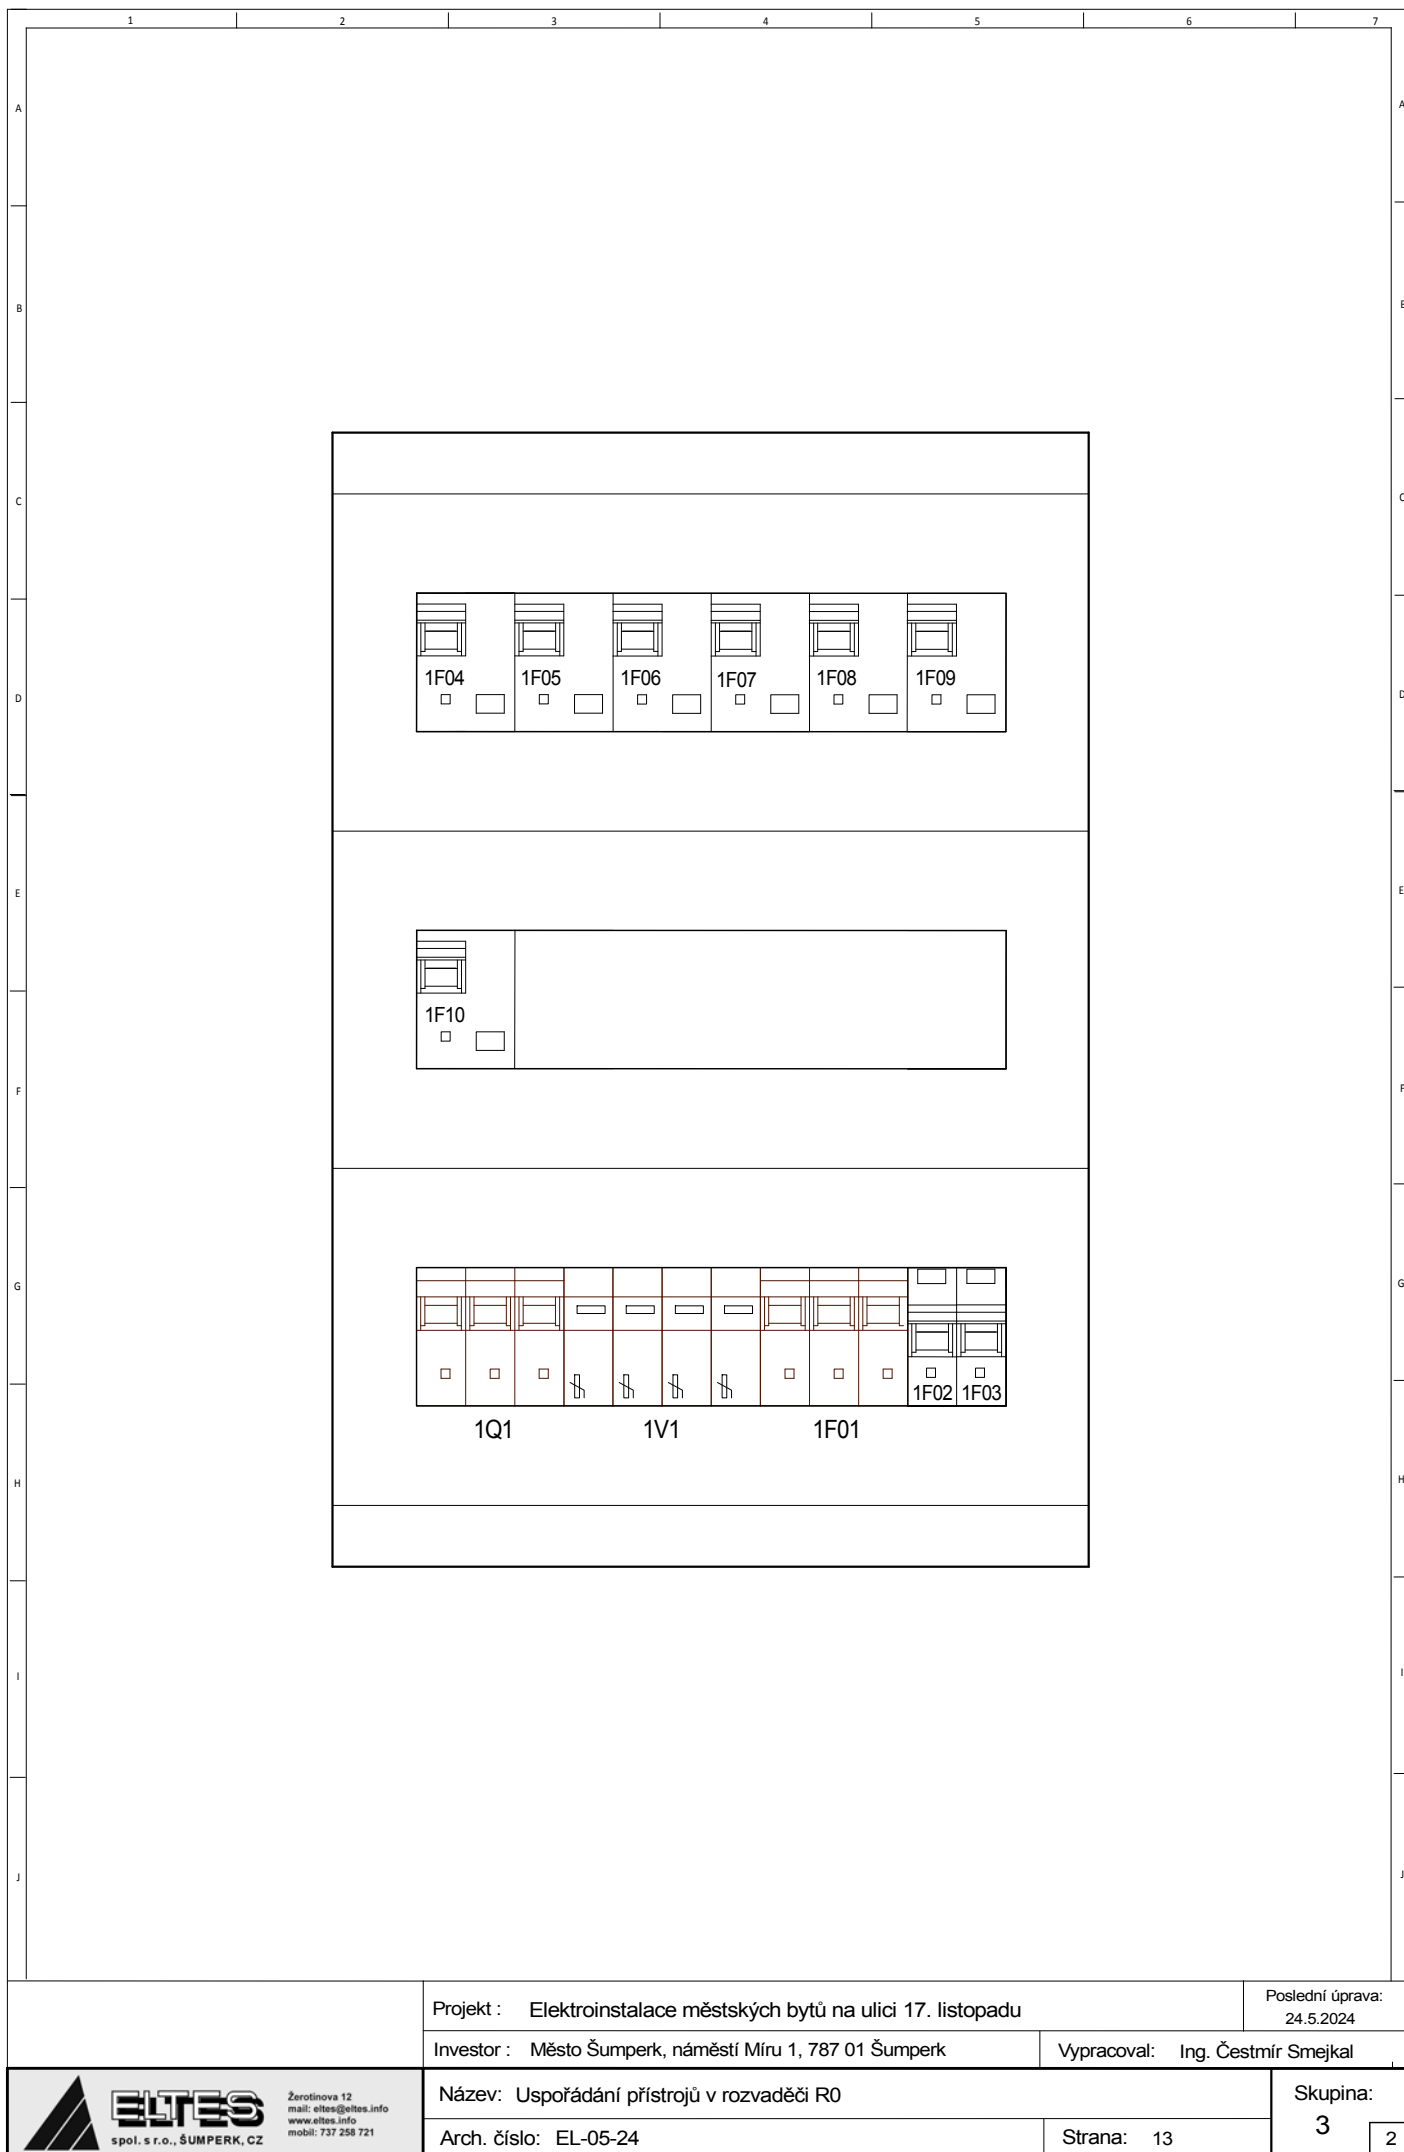 1 2 3 4 5 6 7
A A
B
C
D D
E E
F F
G G
H H
I I
J J
1F04 1F05 1F06 1F07 1F08 1F09
1F10
1F02 1F03
1Q1 1V1 1F01
Projekt : Elektroinstalace městských bytů na ulici 17. listopadu
Poslední úprava:
24.5.2024
Investor : Město Šumperk, náměstí Míru 1, 787 01 Šumperk
Vypracoval: Ing. Čestmír Smejkal
ELTES
spol. s r.o., ŠUMPERK, CZ
Žerotinova 12
mail: eltes@eltes.info
www.eltes.info
mobil: 737 258 721
Název: Uspořádání přístrojů v rozvaděči R0
Skupina:
3
2
Arch. číslo: EL-05-24
Strana: 13